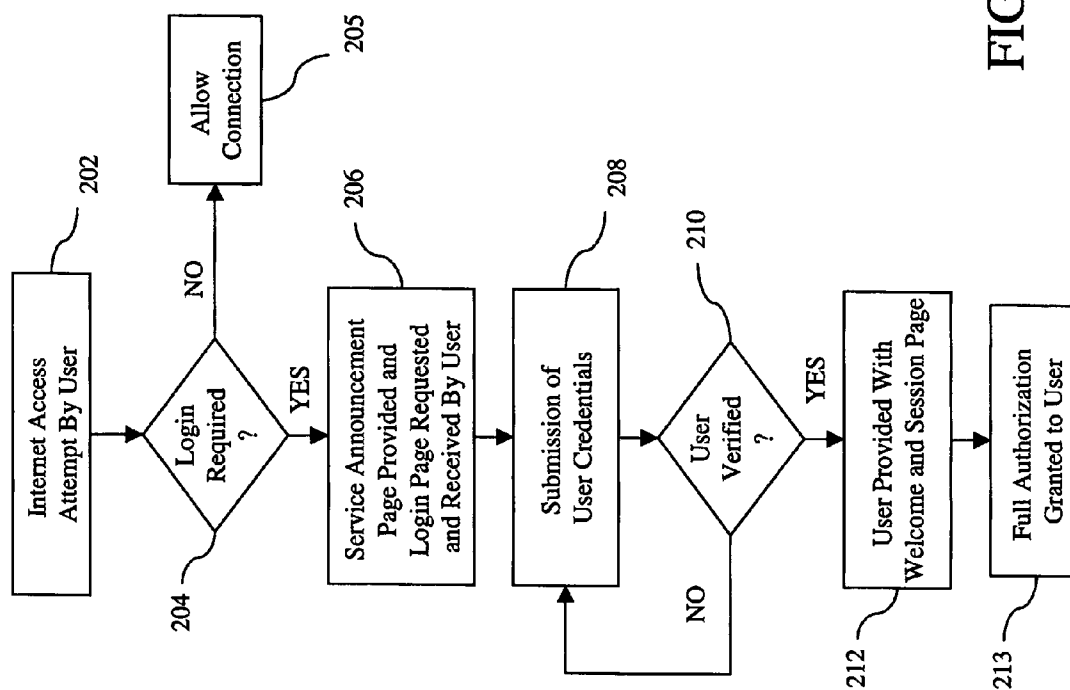 Internet Access
Attempt By User
202
Login
Required
?
204
NO
Allow
Connection
205
YES
Service Announcement
Page Provided and
Login Page Requested
and Received By User
206
Submission of
User Credentials
208
User
Verified
?
210
NO
YES
User Provided With
Welcome and Session Page
212
Full Authorization
Granted to User
213
FIG